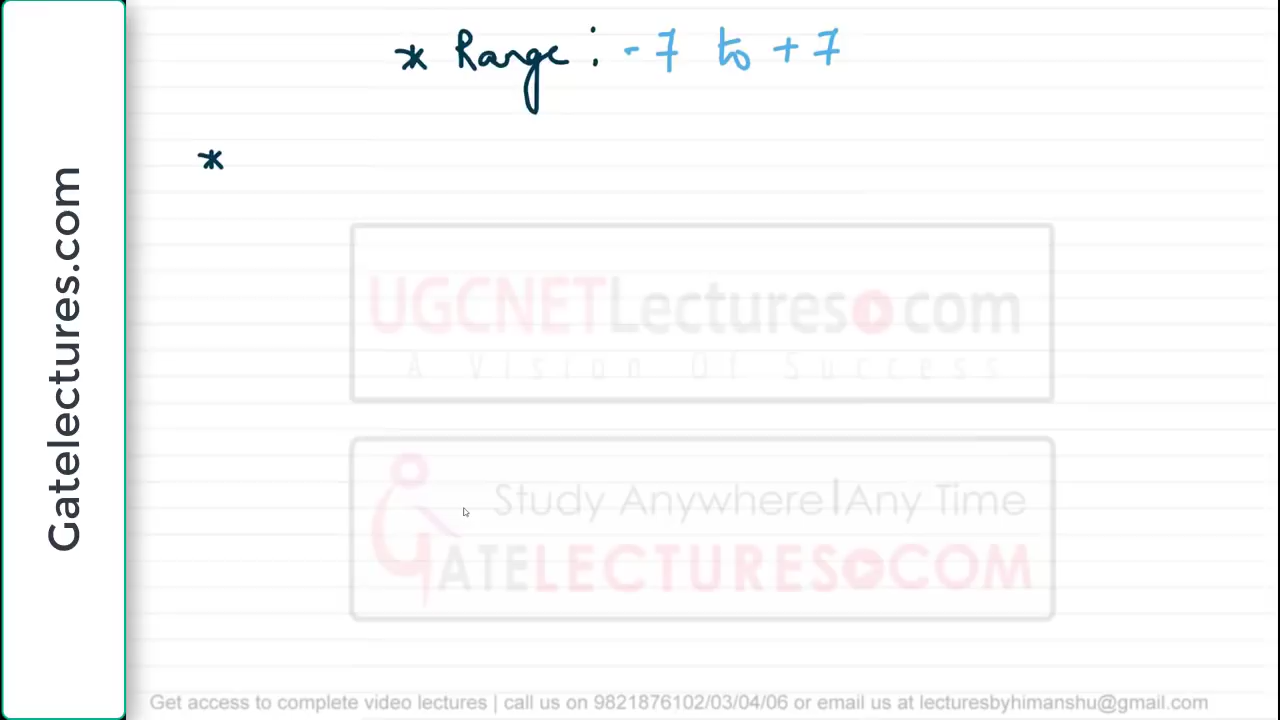 * Range : -7 to +7
*
Gatelectures.com
UGCNETLectures.com
A Vision Of Success
Study Anywhere|Any Time
GATELECTURES.COM
Get access to complete video lectures | call us on 9821876102/03/04/06 or email us at lecturesbyhimanshu@gmail.com